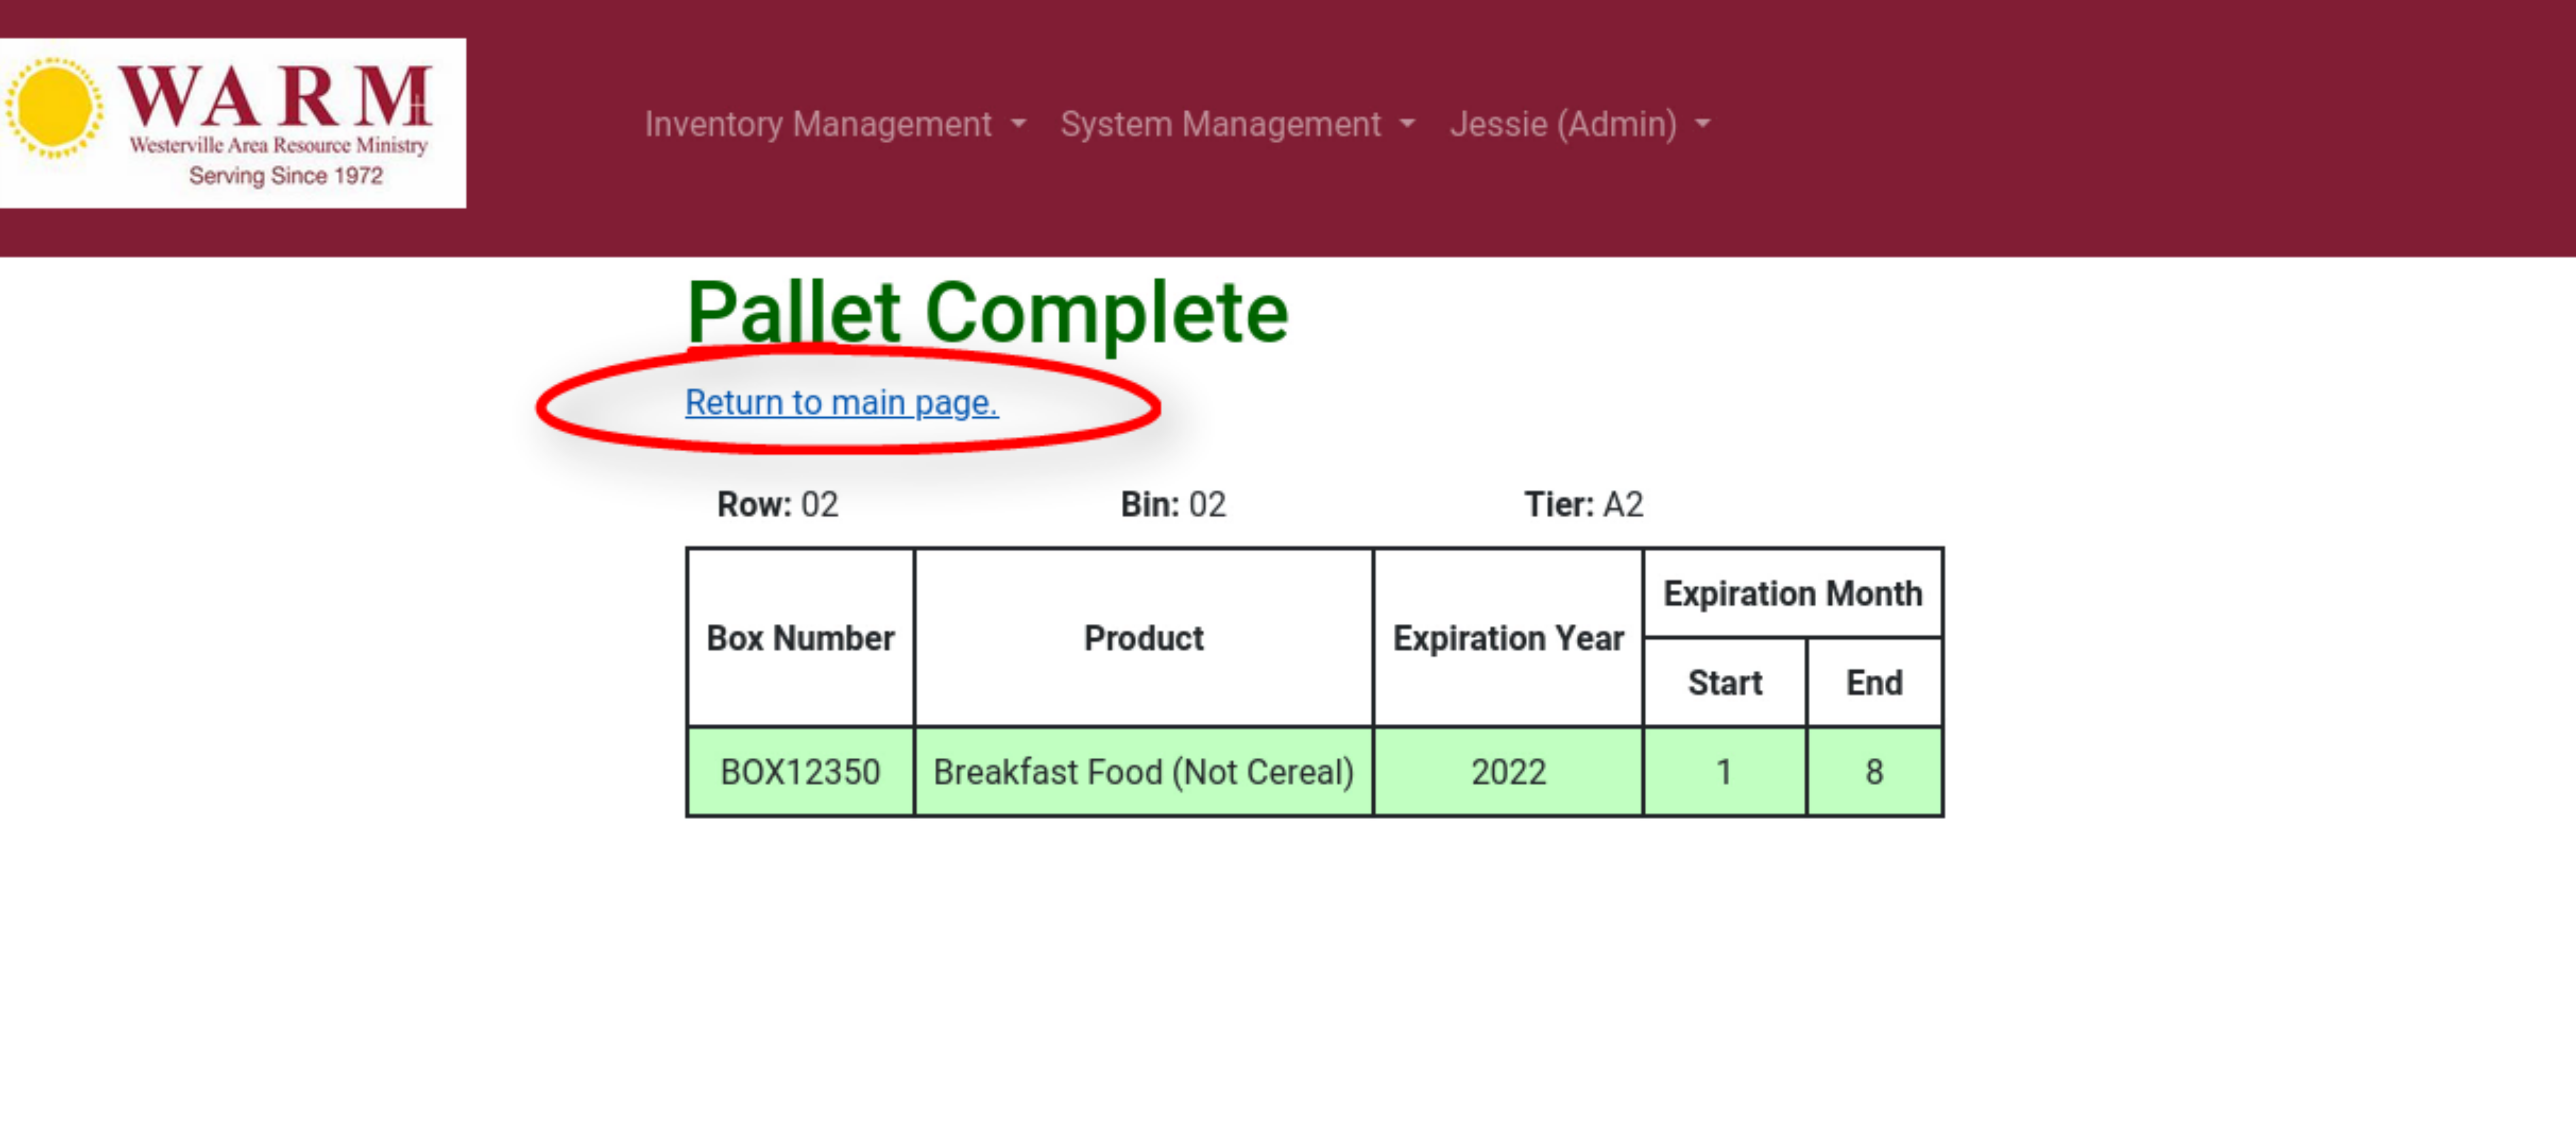 WARM
Westerville Area Resource Ministry
Serving Since 1972
Inventory Management System Management Jessie (Admin)
Pallet Complete
Return to main page.
Row: 02 Bin: 02 Tier: A2
Box Number Product Expiration Year Expiration Month
Start End
BOX12350 Breakfast Food (Not Cereal) 2022 1 8